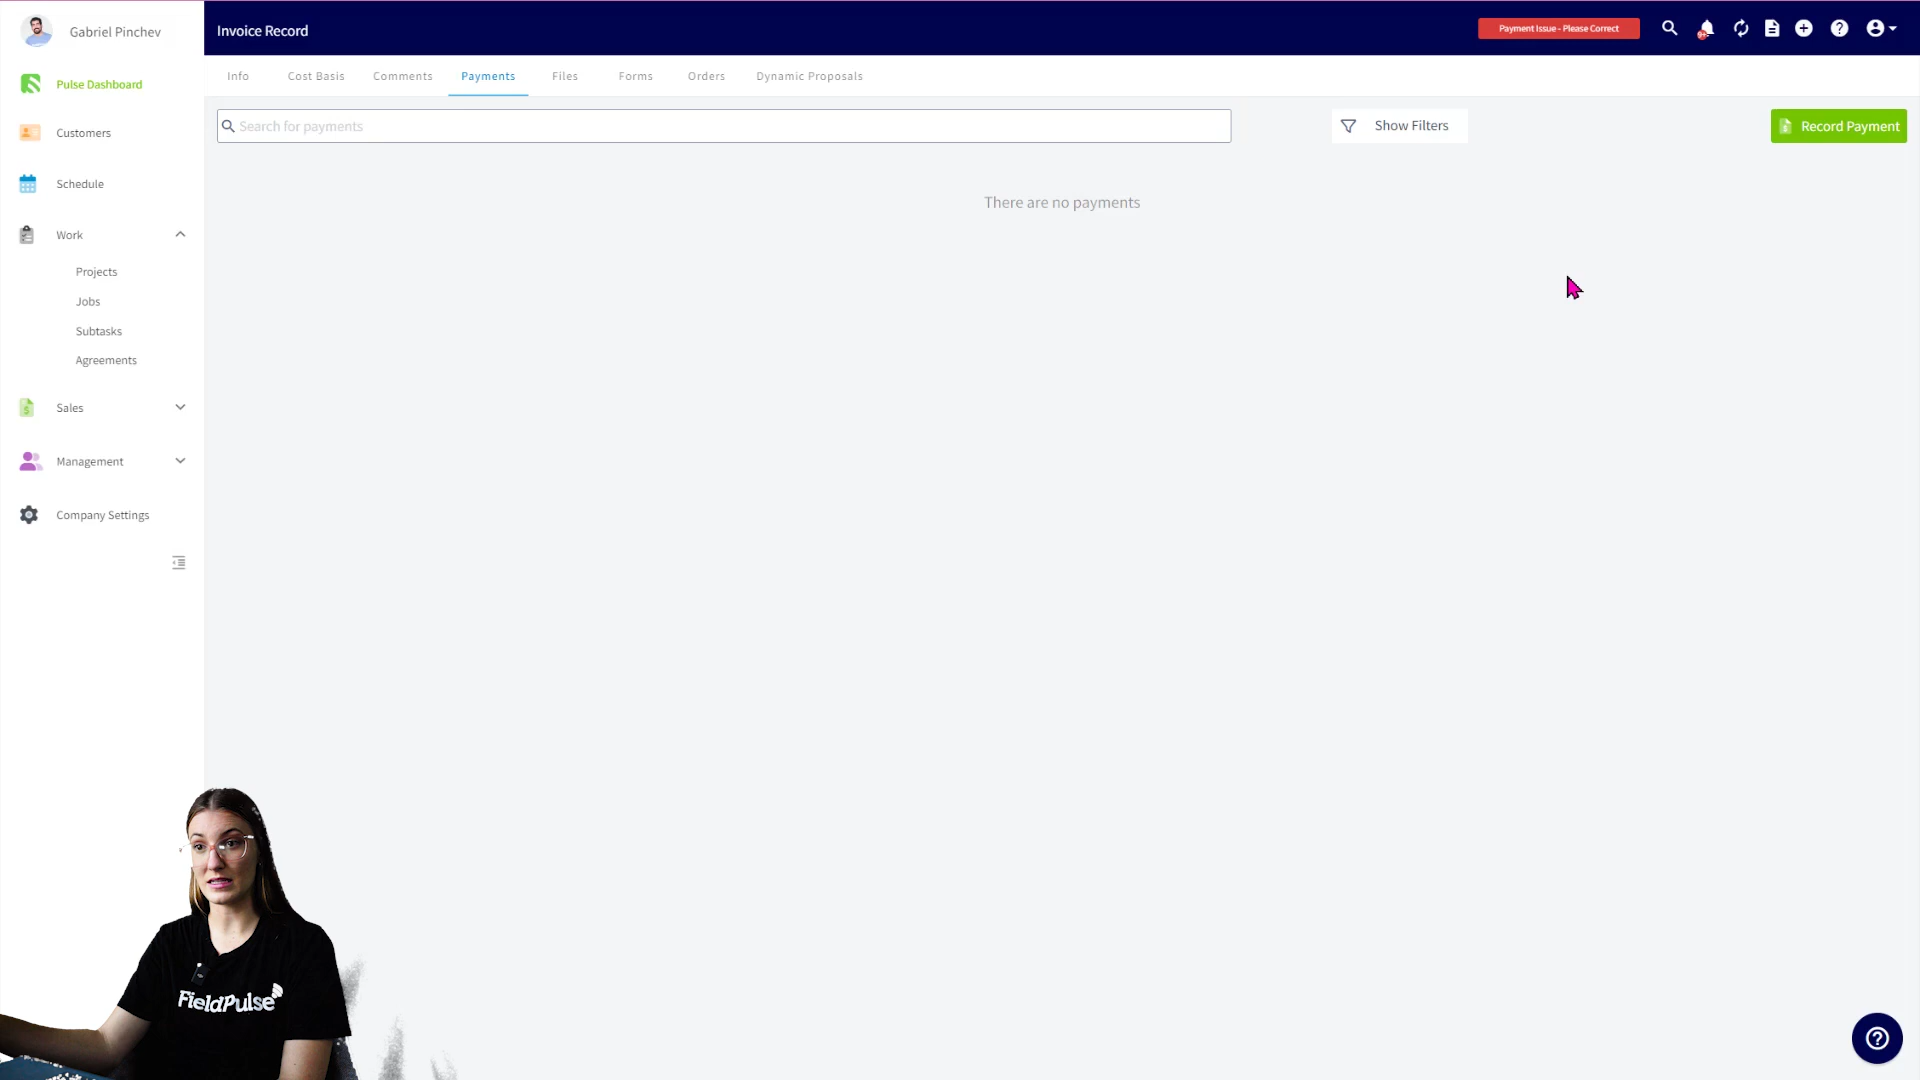 Gabriel Pinchev
Invoice Record
Payment Issue - Please Correct
9+
Pulse Dashboard
Customers
Schedule
Work
Projects
Jobs
Subtasks
Agreements
Sales
Management
Company Settings
Info
Cost Basis
Comments
Payments
Files
Forms
Orders
Dynamic Proposals
Search for payments
Show Filters
Record Payment
There are no payments
FieldPulse